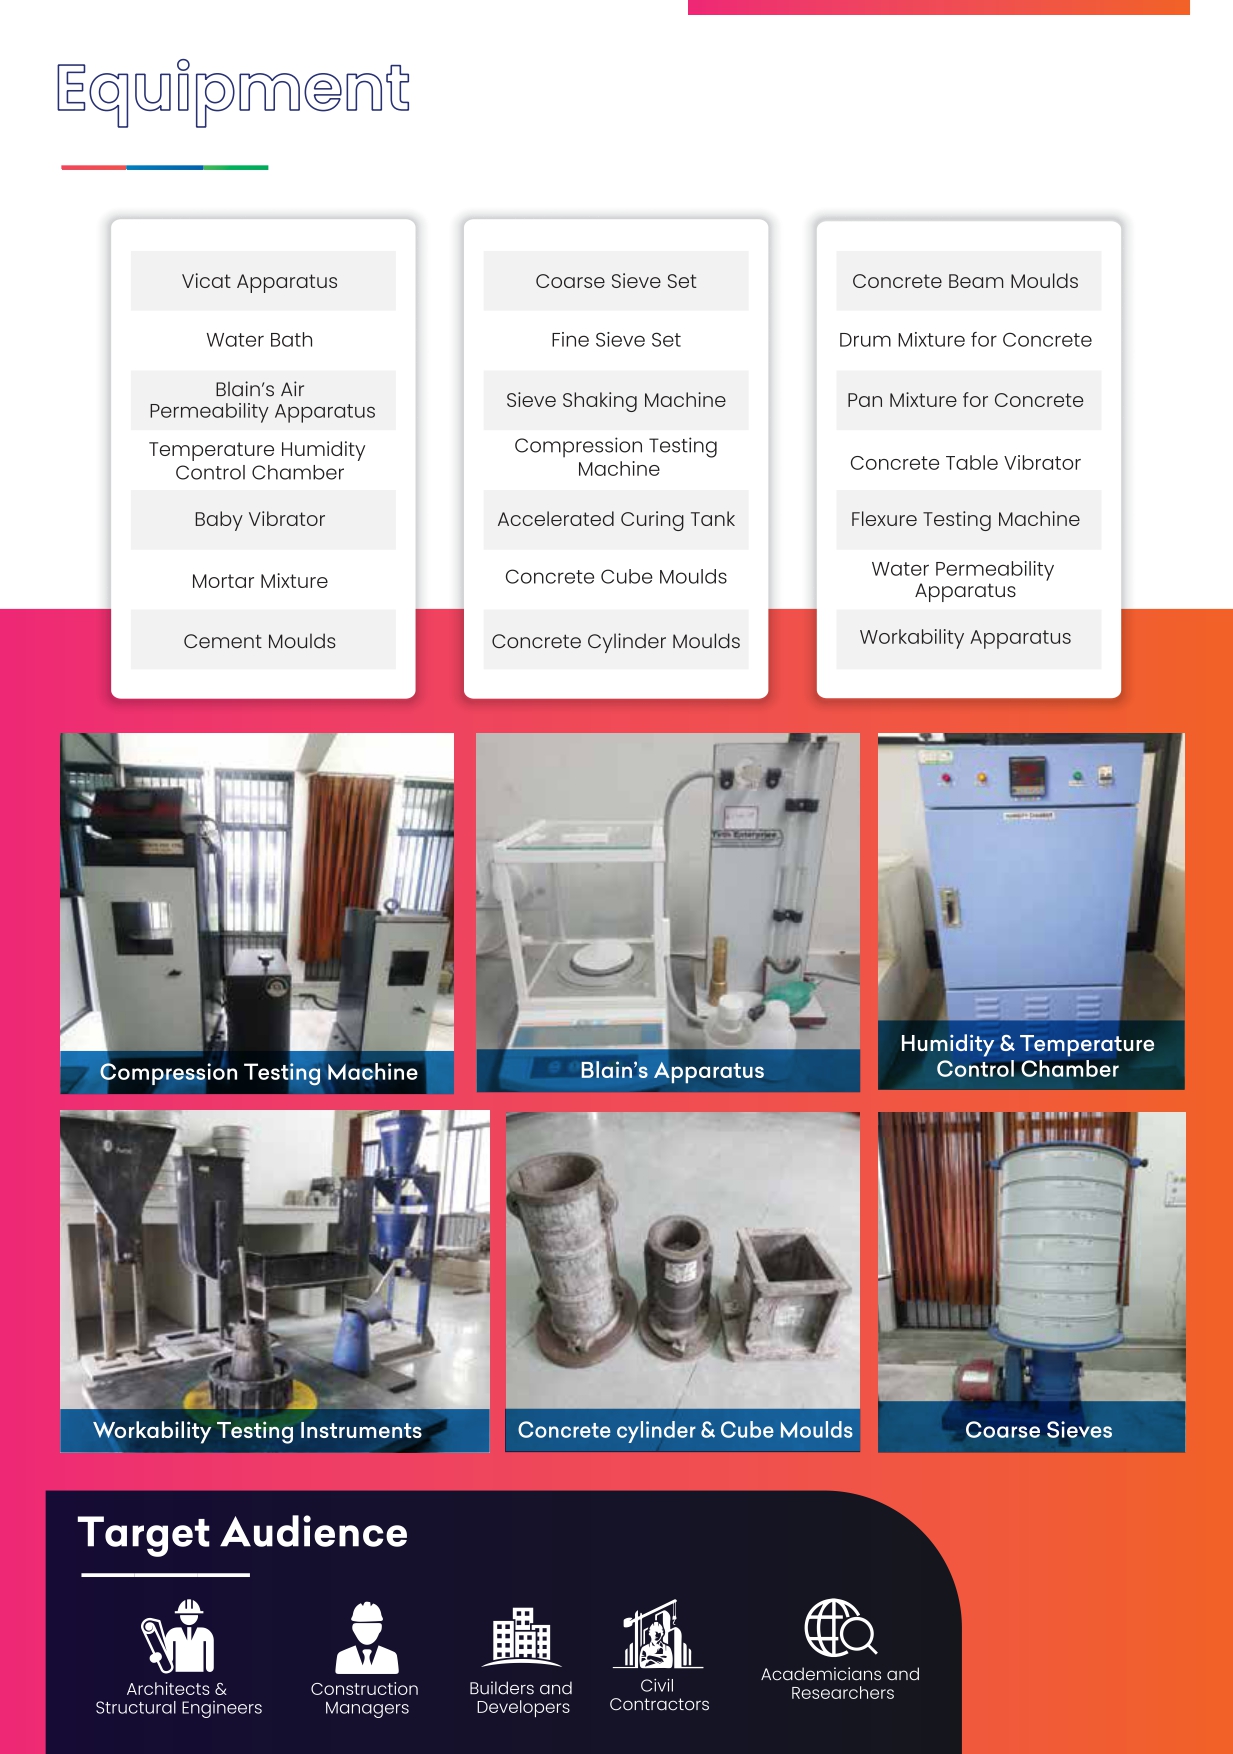 Equipment
Vicat Apparatus
Water Bath
Blain’s Air
Permeability Apparatus
Temperature Humidity
Control Chamber
Baby Vibrator
Mortar Mixture
Cement Moulds
Coarse Sieve Set
Fine Sieve Set
Sieve Shaking Machine
Compression Testing
Machine
Accelerated Curing Tank
Concrete Cube Moulds
Concrete Cylinder Moulds
Concrete Beam Moulds
Drum Mixture for Concrete
Pan Mixture for Concrete
Concrete Table Vibrator
Flexure Testing Machine
Water Permeability
Apparatus
Workability Apparatus
Compression Testing Machine
Tirth Enterprise
Blain’s Apparatus
HUMIDITY CHAMBER
Humidity & Temperature
Control Chamber
Workability Testing Instruments
Concrete cylinder & Cube Moulds
Coarse Sieves
Target Audience
Architects &
Structural Engineers
Construction
Managers
Builders and
Developers
Civil
Contractors
Academicians and
Researchers